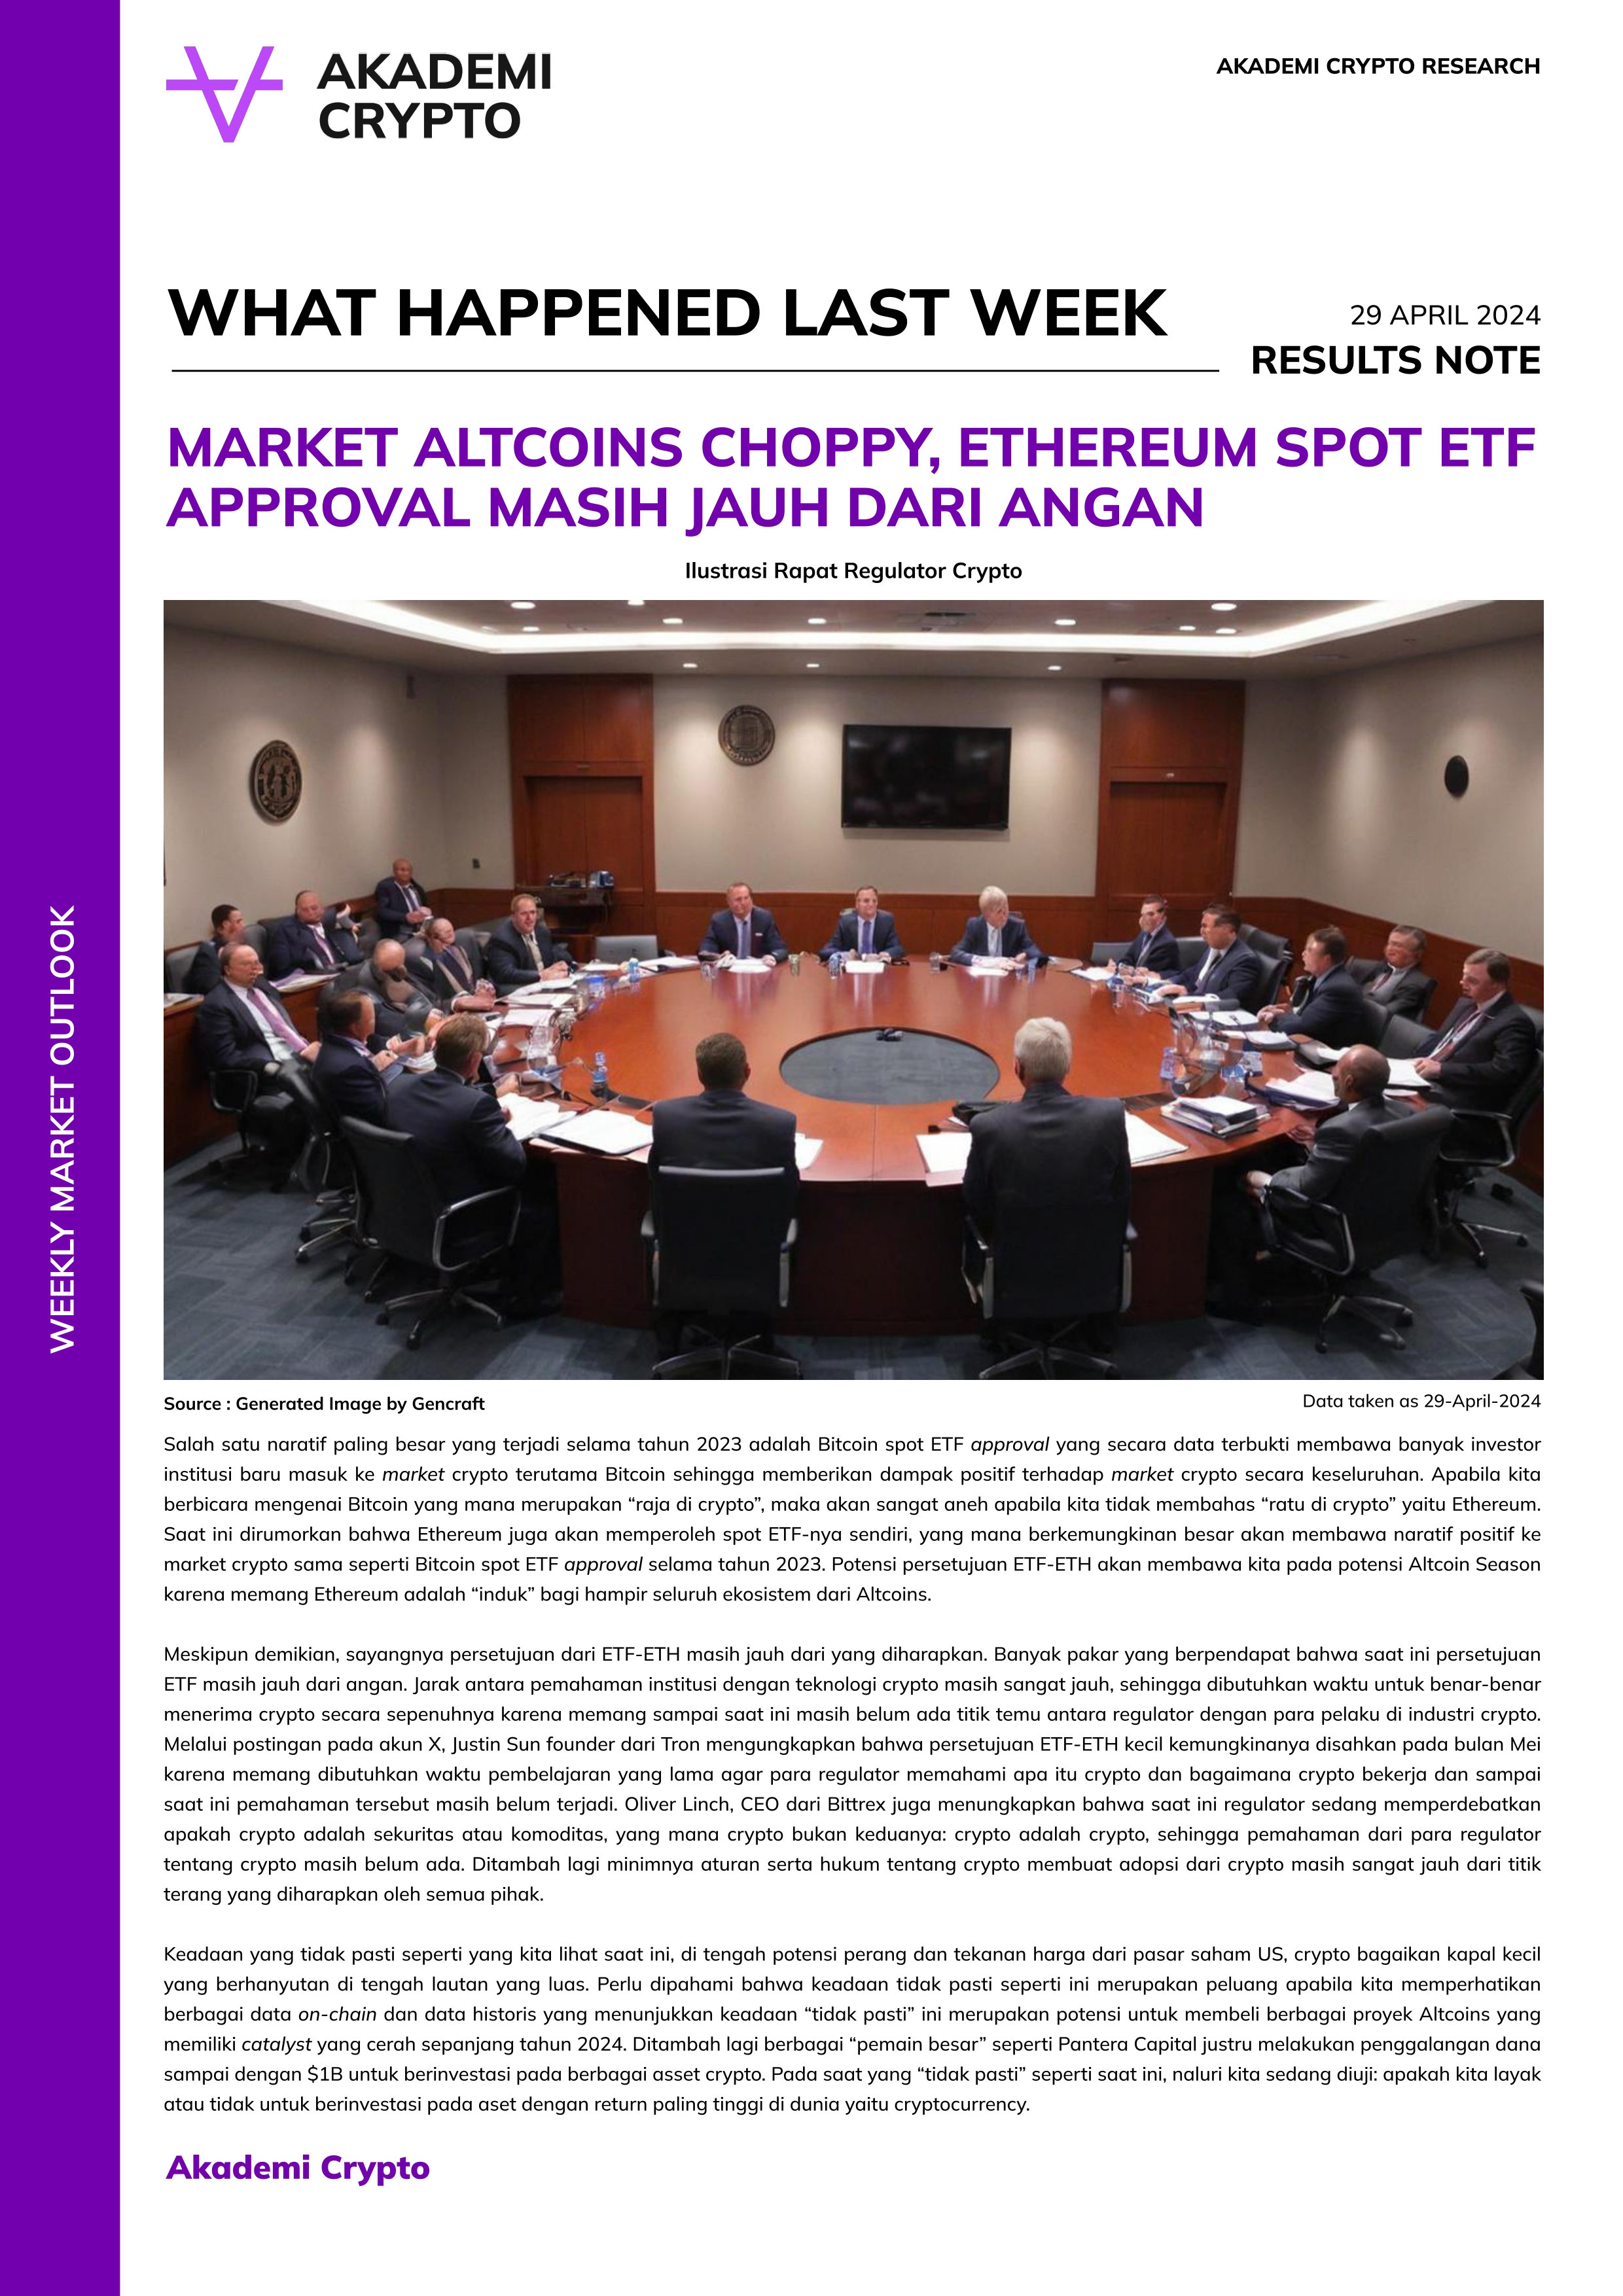 AKADEMI
CRYPTO
AKADEMI CRYPTO RESEARCH
WHAT HAPPENED LAST WEEK
29 APRIL 2024
RESULTS NOTE
MARKET ALTCOINS CHOPPY, ETHEREUM SPOT ETF
APPROVAL MASIH JAUH DARI ANGAN
Ilustrasi Rapat Regulator Crypto
WEEKLY MARKET OUTLOOK
Source : Generated Image by Gencraft
Data taken as 29-April-2024
Salah satu naratif paling besar yang terjadi selama tahun 2023 adalah Bitcoin spot ETF approval yang secara data terbukti membawa banyak investor
institusi baru masuk ke market crypto terutama Bitcoin sehingga memberikan dampak positif terhadap market crypto secara keseluruhan. Apabila kita
berbicara mengenai Bitcoin yang mana merupakan “raja di crypto”, maka akan sangat aneh apabila kita tidak membahas “ratu di crypto” yaitu Ethereum.
Saat ini dirumorkan bahwa Ethereum juga akan memperoleh spot ETF-nya sendiri, yang mana berkemungkinan besar akan membawa naratif positif ke
market crypto sama seperti Bitcoin spot ETF approval selama tahun 2023. Potensi persetujuan ETF-ETH akan membawa kita pada potensi Altcoin Season
karena memang Ethereum adalah “induk” bagi hampir seluruh ekosistem dari Altcoins.
Meskipun demikian, sayangnya persetujuan dari ETF-ETH masih jauh dari yang diharapkan. Banyak pakar yang berpendapat bahwa saat ini persetujuan
ETF masih jauh dari angan. Jarak antara pemahaman institusi dengan teknologi crypto masih sangat jauh, sehingga dibutuhkan waktu untuk benar-benar
menerima crypto secara sepenuhnya karena memang sampai saat ini masih belum ada titik temu antara regulator dengan para pelaku di industri crypto.
Melalui postingan pada akun X, Justin Sun founder dari Tron mengungkapkan bahwa persetujuan ETF-ETH kecil kemungkinanya disahkan pada bulan Mei
karena memang dibutuhkan waktu pembelajaran yang lama agar para regulator memahami apa itu crypto dan bagaimana crypto bekerja dan sampai
saat ini pemahaman tersebut masih belum terjadi. Oliver Linch, CEO dari Bittrex juga menungkapkan bahwa saat ini regulator sedang memperdebatkan
apakah crypto adalah sekuritas atau komoditas, yang mana crypto bukan keduanya: crypto adalah crypto, sehingga pemahaman dari para regulator
tentang crypto masih belum ada. Ditambah lagi minimnya aturan serta hukum tentang crypto membuat adopsi dari crypto masih sangat jauh dari titik
terang yang diharapkan oleh semua pihak.
Keadaan yang tidak pasti seperti yang kita lihat saat ini, di tengah potensi perang dan tekanan harga dari pasar saham US, crypto bagaikan kapal kecil
yang berhanyutan di tengah lautan yang luas. Perlu dipahami bahwa keadaan tidak pasti seperti ini merupakan peluang apabila kita memperhatikan
berbagai data on-chain dan data historis yang menunjukkan keadaan “tidak pasti” ini merupakan potensi untuk membeli berbagai proyek Altcoins yang
memiliki catalyst yang cerah sepanjang tahun 2024. Ditambah lagi berbagai “pemain besar” seperti Pantera Capital justru melakukan penggalangan dana
sampai dengan $1B untuk berinvestasi pada berbagai asset crypto. Pada saat yang “tidak pasti” seperti saat ini, naluri kita sedang diuji: apakah kita layak
atau tidak untuk berinvestasi pada aset dengan return paling tinggi di dunia yaitu cryptocurrency.
Akademi Crypto